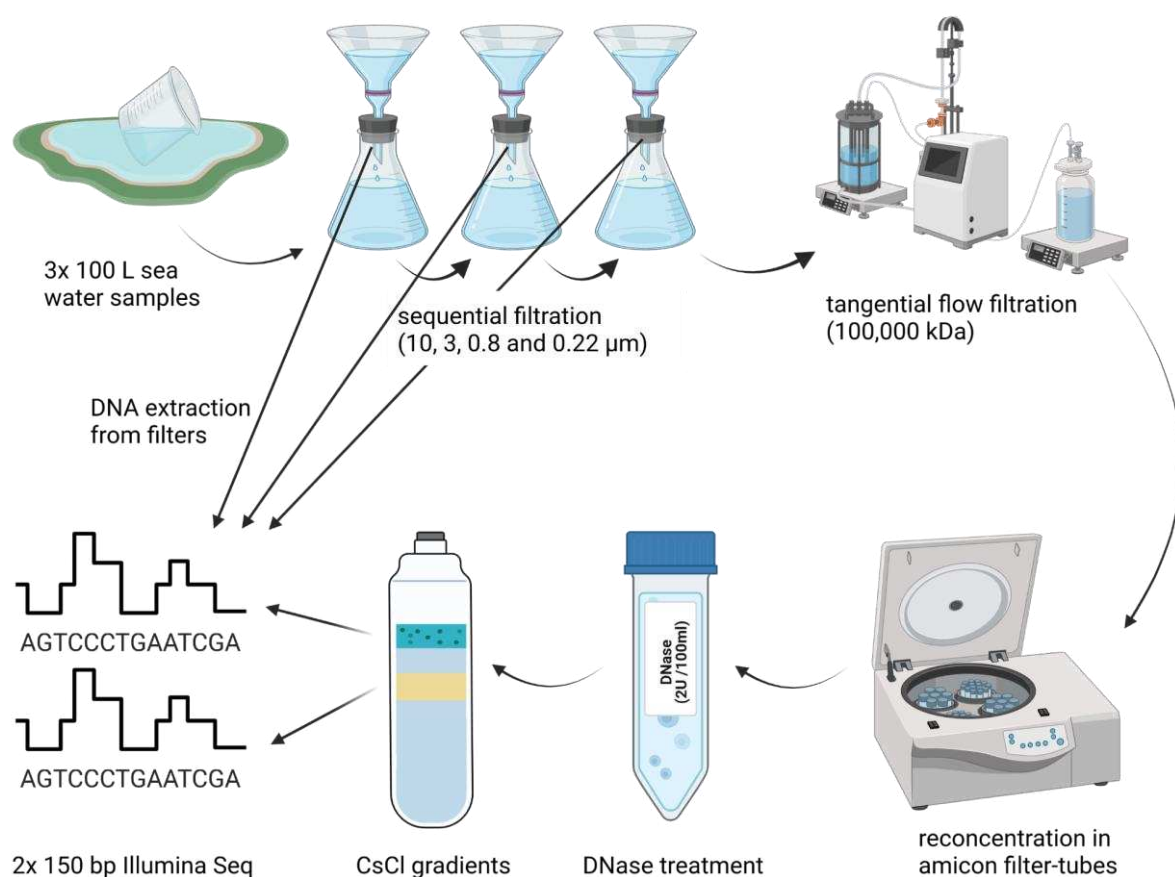 3x 100 L sea
water samples
sequential filtration
(10, 3, 0.8 and 0.22 µm)
tangential flow filtration
(100,000 kDa)
DNA extraction
from filters
AGTCCCTGAATCGA
AGTCCCTGAATCGA
2x 150 bp Illumina Seq
CsCl gradients
DNase
(2U /100ml)
DNase treatment
reconcentration in
amicon filter-tubes